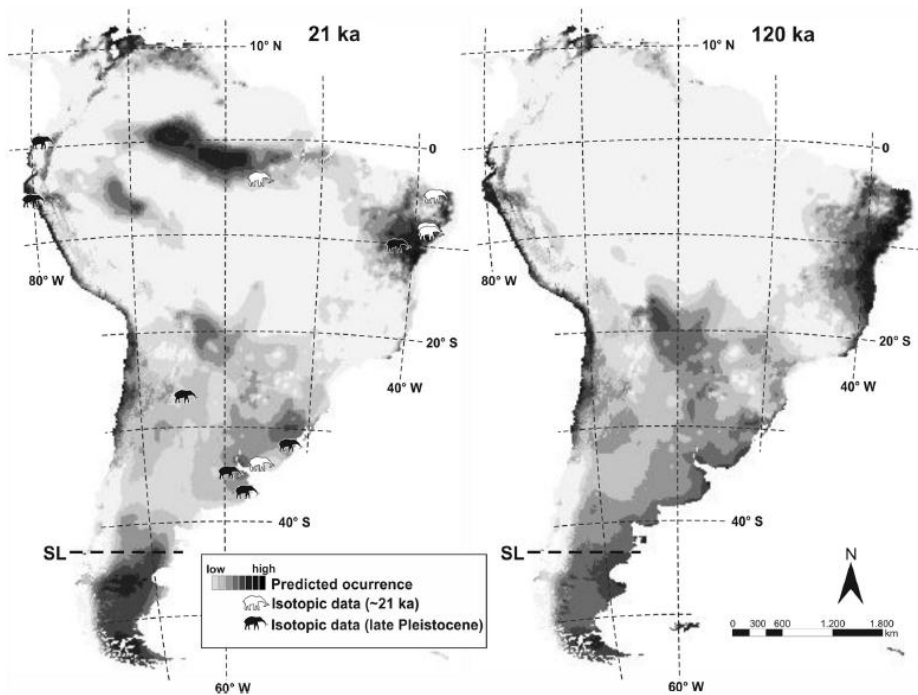 21 ka
120 ka
10° N
10° N
0
0
80° W
80° W
20° S
20° S
40° W
40° W
40° S
40° S
SL
SL
low high
Predicted ocurrence
Isotopic data (~21 ka)
Isotopic data (late Pleistocene)
N
0 300 600 1.200 1.800
km
60° W
60° W